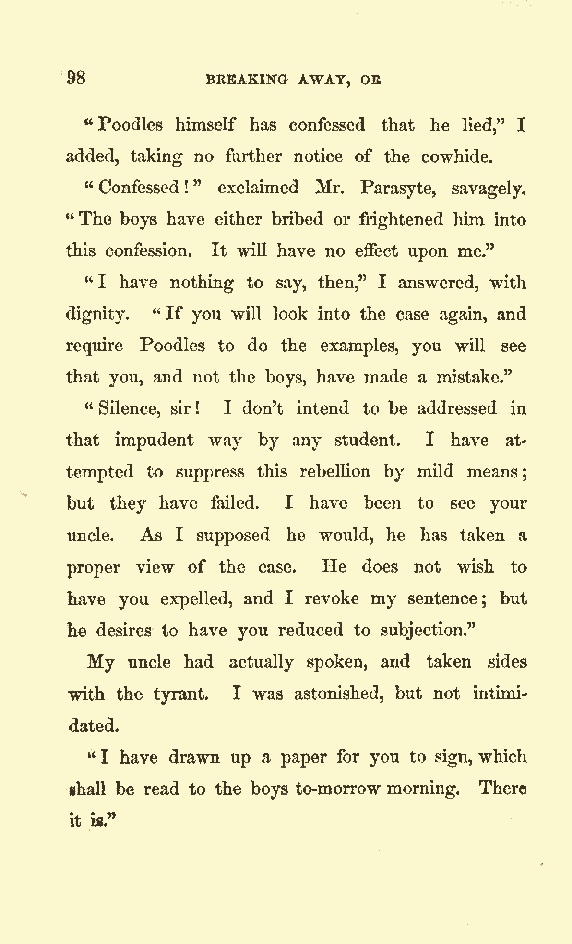 98 BREAKING AWAY, OR
"Poodles himself has confessed that he lied," I
added, taking no further notice of the cowhide.
"Confessed!" exclaimed Mr. Parasyte, savagely.
"The boys have either bribed or frightened him into
this confession. It will have no effect upon me."
"I have nothing to say, then," I answered, with
dignity. "If you will look into the case again, and
require Poodles to do the examples, you will see
that you, and not the boys, have made a mistake."
"Silence, sir! I don't intend to be addressed in
that impudent way by any student. I have at-
tempted to suppress this rebellion by mild means;
but they have failed. I have been to see your
uncle. As I supposed he would, he has taken a
proper view of the case. He does not wish to
have you expelled, and I revoke my sentence; but
he desires to have you reduced to subjection."
My uncle had actually spoken, and taken sides
with the tyrant. I was astonished, but not intimi-
dated.
"I have drawn up a paper for you to sign, which
shall be read to the boys to-morrow morning. There
it is."